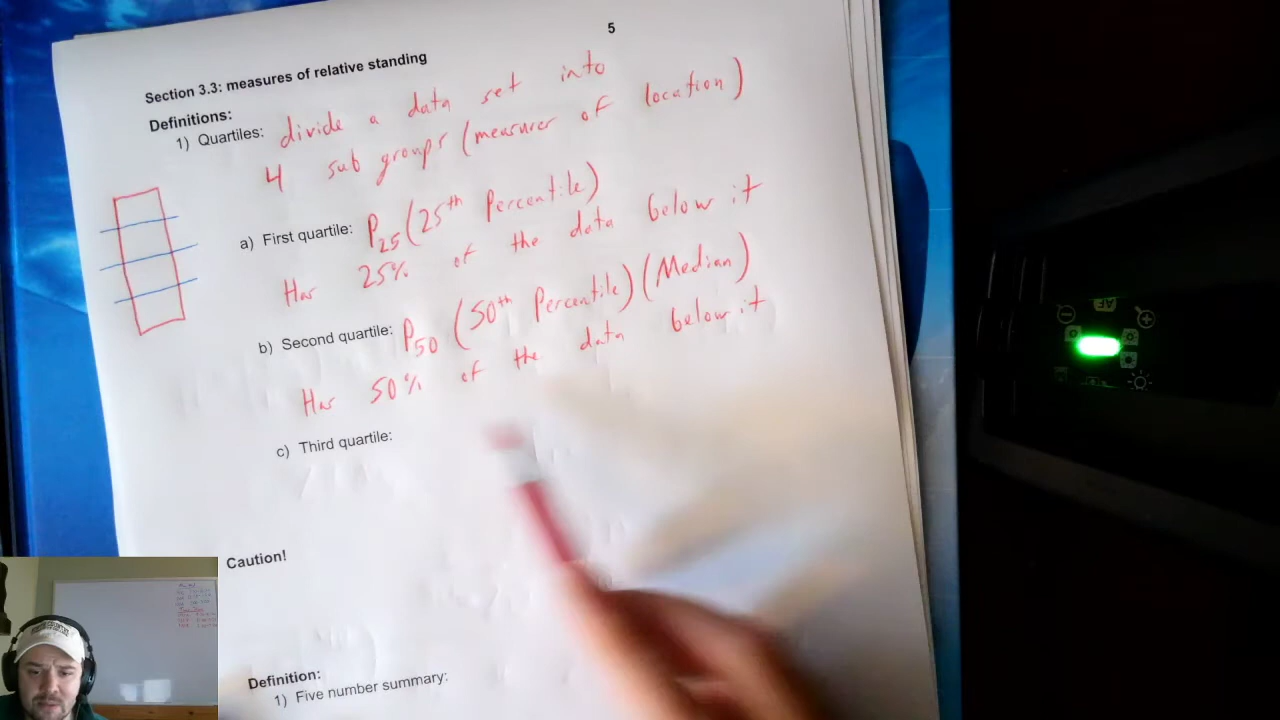 5
Section 3.3: measures of relative standing
Definitions:
1) Quartiles: divide a data set into
4 sub groups (measurer of location)
a) First quartile: P25 (25th Percentile)
Has 25% of the data below it
b) Second quartile: P50 (50th Percentile) (Median)
Has 50% of the data below it
c) Third quartile:
Caution!
Definition:
1) Five number summary:
AF